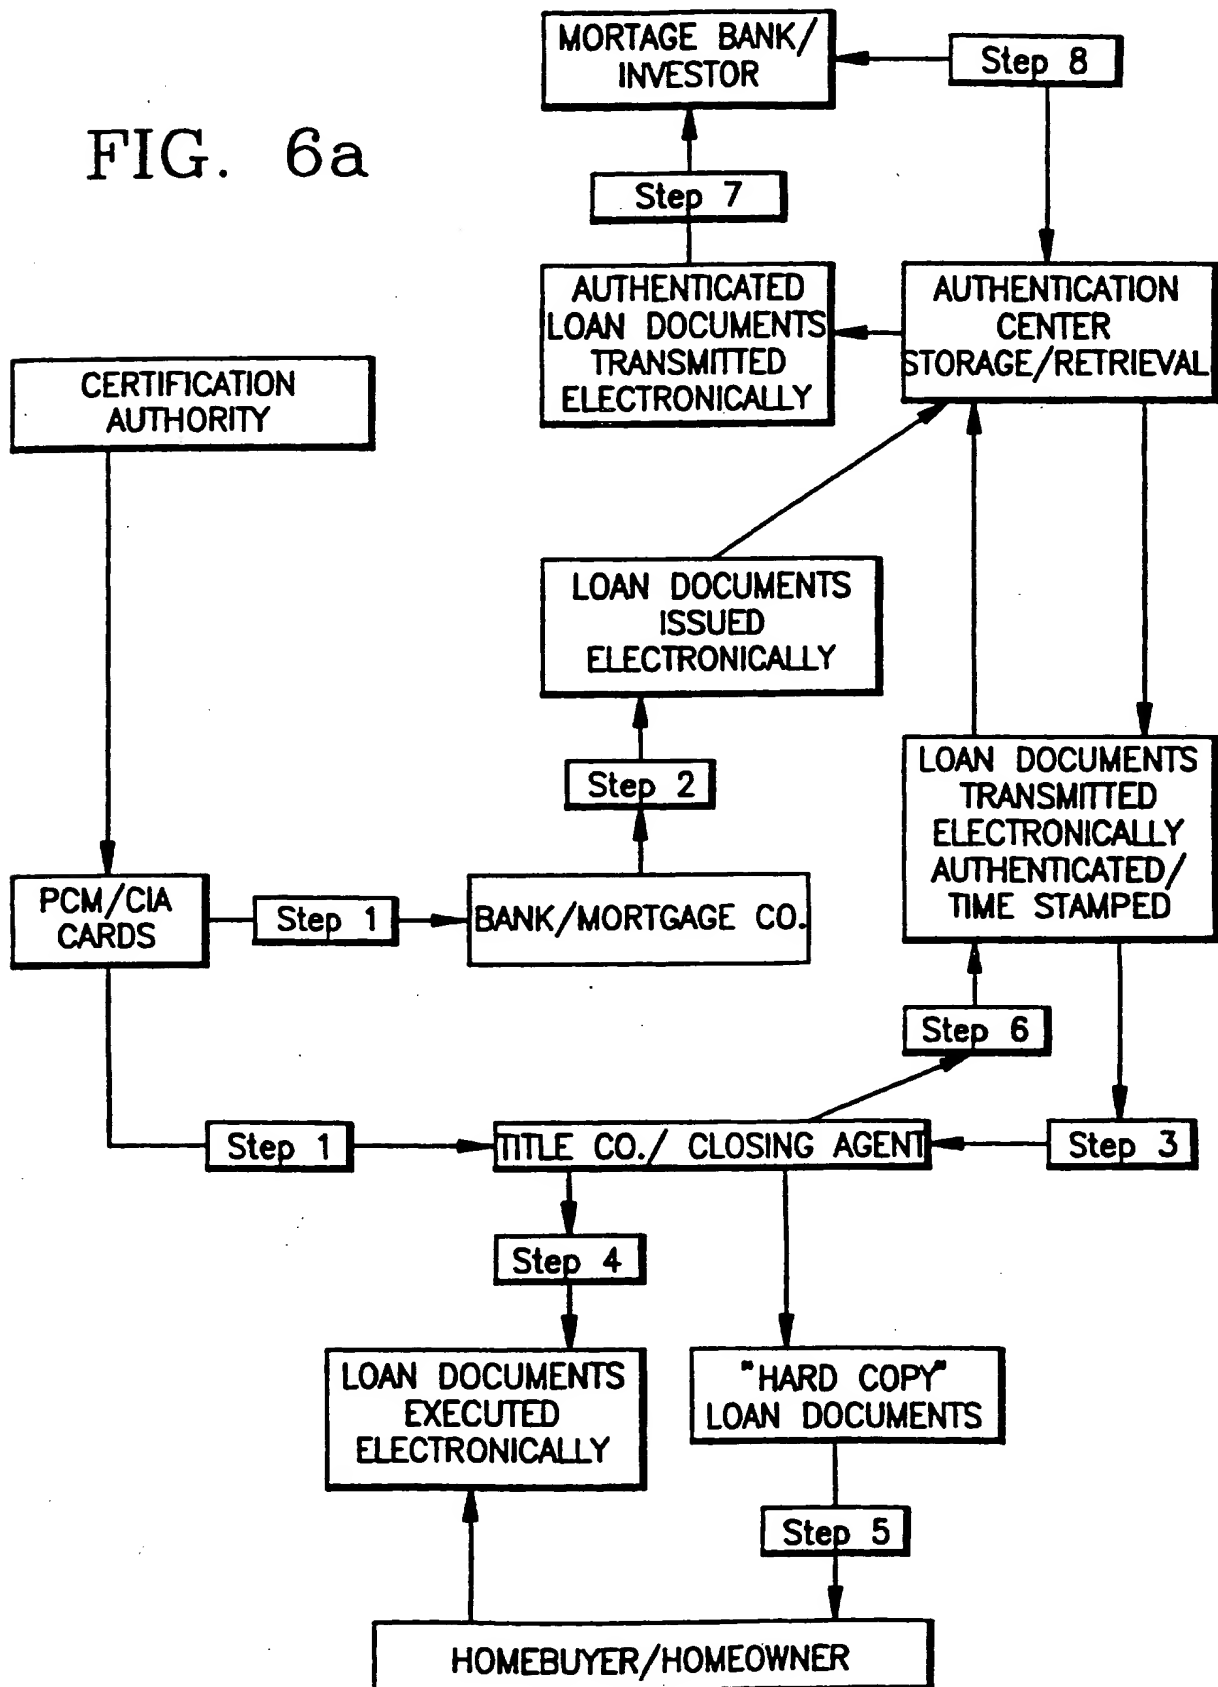 MORTAGE BANK/
INVESTOR
Step 8
FIG. 6a
Step 7
AUTHENTICATED
LOAN DOCUMENTS
TRANSMITTED
ELECTRONICALLY
AUTHENTICATION
CENTER
STORAGE/RETRIEVAL
CERTIFICATION
AUTHORITY
LOAN DOCUMENTS
ISSUED
ELECTRONICALLY
Step 2
LOAN DOCUMENTS
TRANSMITTED
ELECTRONICALLY
AUTHENTICATED/
TIME STAMPED
PCM/CIA
CARDS
Step 1
BANK/MORTGAGE CO.
Step 6
Step 1
TITLE CO./ CLOSING AGENT
Step 3
Step 4
LOAN DOCUMENTS
EXECUTED
ELECTRONICALLY
"HARD COPY"
LOAN DOCUMENTS
Step 5
HOMEBUYER/HOMEOWNER